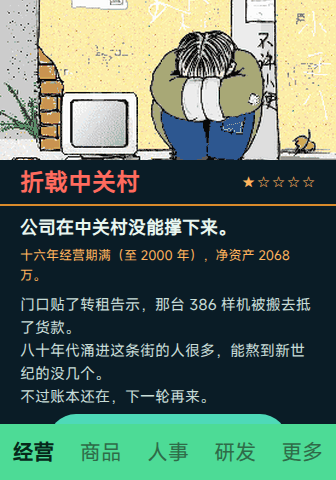 不许小便
折戟中关村
★☆☆☆☆
公司在中关村没能撑下来。
十六年经营期满（至 2000 年），净资产 2068
万。
门口贴了转租告示，那台 386 样机被搬去抵
了货款。
八十年代涌进这条街的人很多，能熬到新世
纪的没几个。
不过账本还在，下一轮再来。
经营 商品 人事 研发 更多